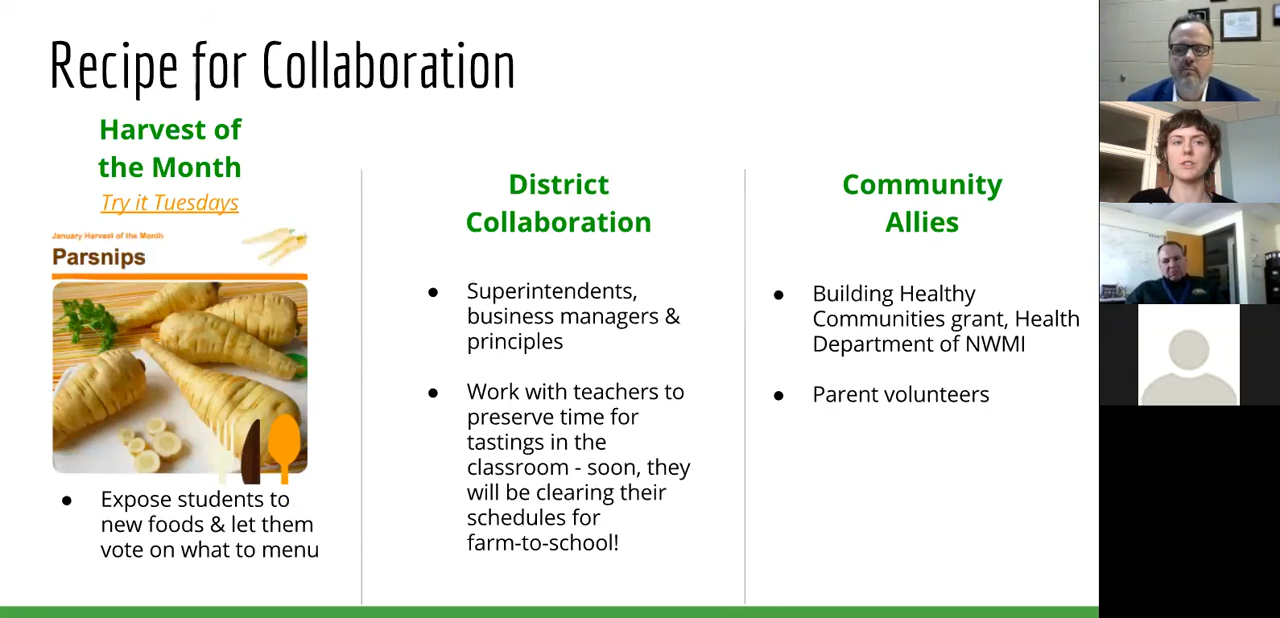 Recipe for Collaboration
Harvest of
the Month
Try it Tuesdays
January Harvest of the Month
Parsnips
● Expose students to
new foods & let them
vote on what to menu
District
Collaboration
● Superintendents,
business managers &
principles
● Work with teachers to
preserve time for
tastings in the
classroom - soon, they
will be clearing their
schedules for
farm-to-school!
Community
Allies
● Building Healthy
Communities grant, Health
Department of NWMI
● Parent volunteers